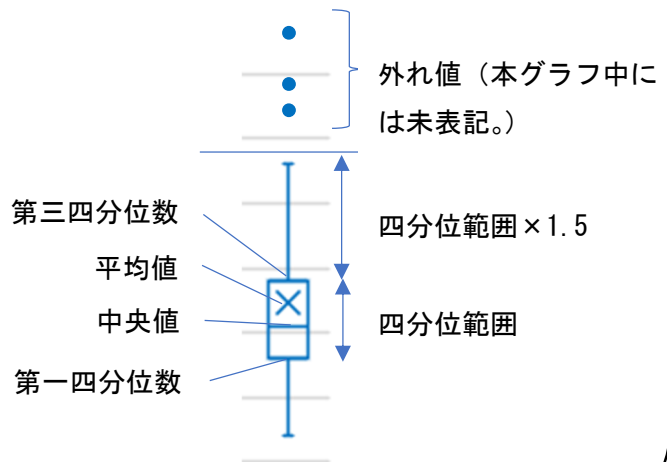 外れ値（本グラフ中に
は未表記。）
第三四分位数
四分位範囲×1.5
平均値
中央値
四分位範囲
第一四分位数